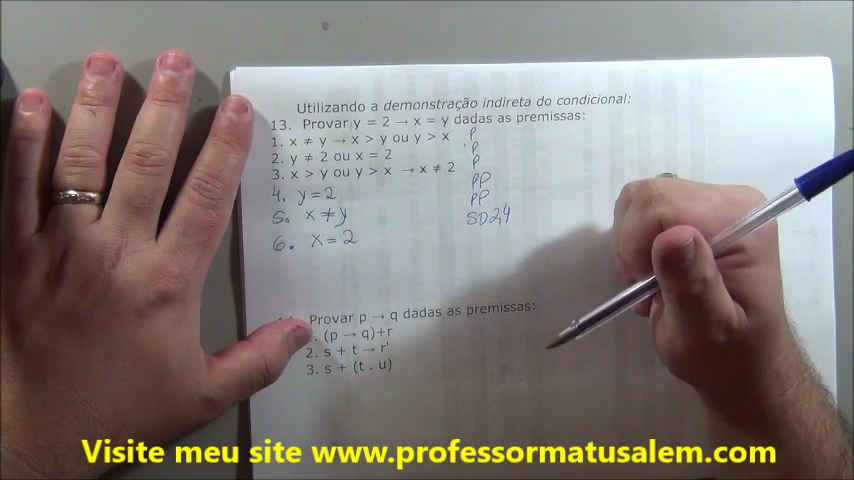 Utilizando a demonstração indireta do condicional:
13. Provar y = 2 → x = y dadas as premissas:
1. x ≠ y → x > y ou y > x P
2. y ≠ 2 ou x = 2 P
3. x > y ou y > x → x ≠ 2 P
4. y = 2 PP
5. x ≠ y PP
6. x = 2 SD2,4
Provar p → q dadas as premissas:
. (p → q)+r
2. s + t → r'
3. s + (t . u)
Visite meu site www.professormatusalem.com